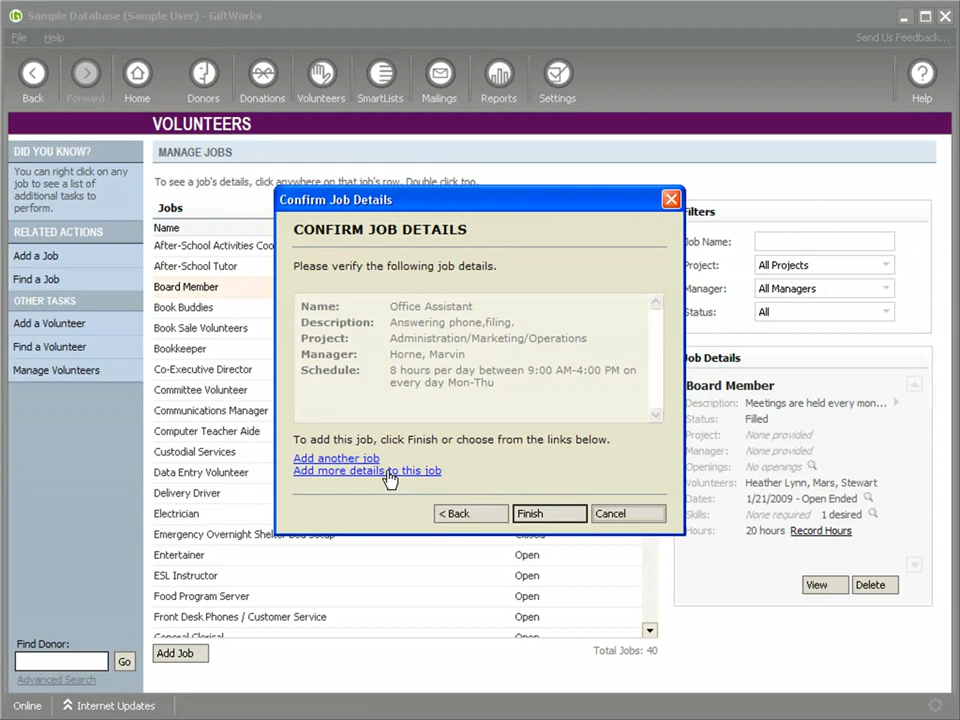 Sample Database (Sample User) - GiftWorks
File Help
Send Us Feedback...
Back Forward Home Donors Donations Volunteers SmartLists Mailings Reports Settings Help
VOLUNTEERS
DID YOU KNOW?
You can right click on any
job to see a list of
additional tasks to
perform.
RELATED ACTIONS
Add a Job
Find a Job
OTHER TASKS
Add a Volunteer
Find a Volunteer
Manage Volunteers
Find Donor:
Go
Advanced Search
MANAGE JOBS
To see a job's details, click anywhere on that job's row. Double click too.
Jobs
Name
After-School Activities Coo
After-School Tutor
Board Member
Book Buddies
Book Sale Volunteers
Bookkeeper
Co-Executive Director
Committee Volunteer
Communications Manager
Computer Teacher Aide
Custodial Services
Data Entry Volunteer
Delivery Driver
Electrician
Emergency Overnight Shelter Bed Setup Closed
Entertainer Open
ESL Instructor Open
Food Program Server Open
Front Desk Phones / Customer Service Open
General Clerical Open
Add Job
Total Jobs: 40
Confirm Job Details
CONFIRM JOB DETAILS
Please verify the following job details.
Name: Office Assistant
Description: Answering phone,filing.
Project: Administration/Marketing/Operations
Manager: Horne, Marvin
Schedule: 8 hours per day between 9:00 AM-4:00 PM on
every day Mon-Thu
To add this job, click Finish or choose from the links below.
Add another job
Add more details to this job
< Back Finish Cancel
Filters
Job Name:
Project: All Projects
Manager: All Managers
Status: All
Job Details
Board Member
Description: Meetings are held every mon...
Status: Filled
Project: None provided
Manager: None provided
Openings: No openings
Volunteers: Heather Lynn, Mars, Stewart
Dates: 1/21/2009 - Open Ended
Skills: None required 1 desired
Hours: 20 hours Record Hours
View Delete
Online Internet Updates